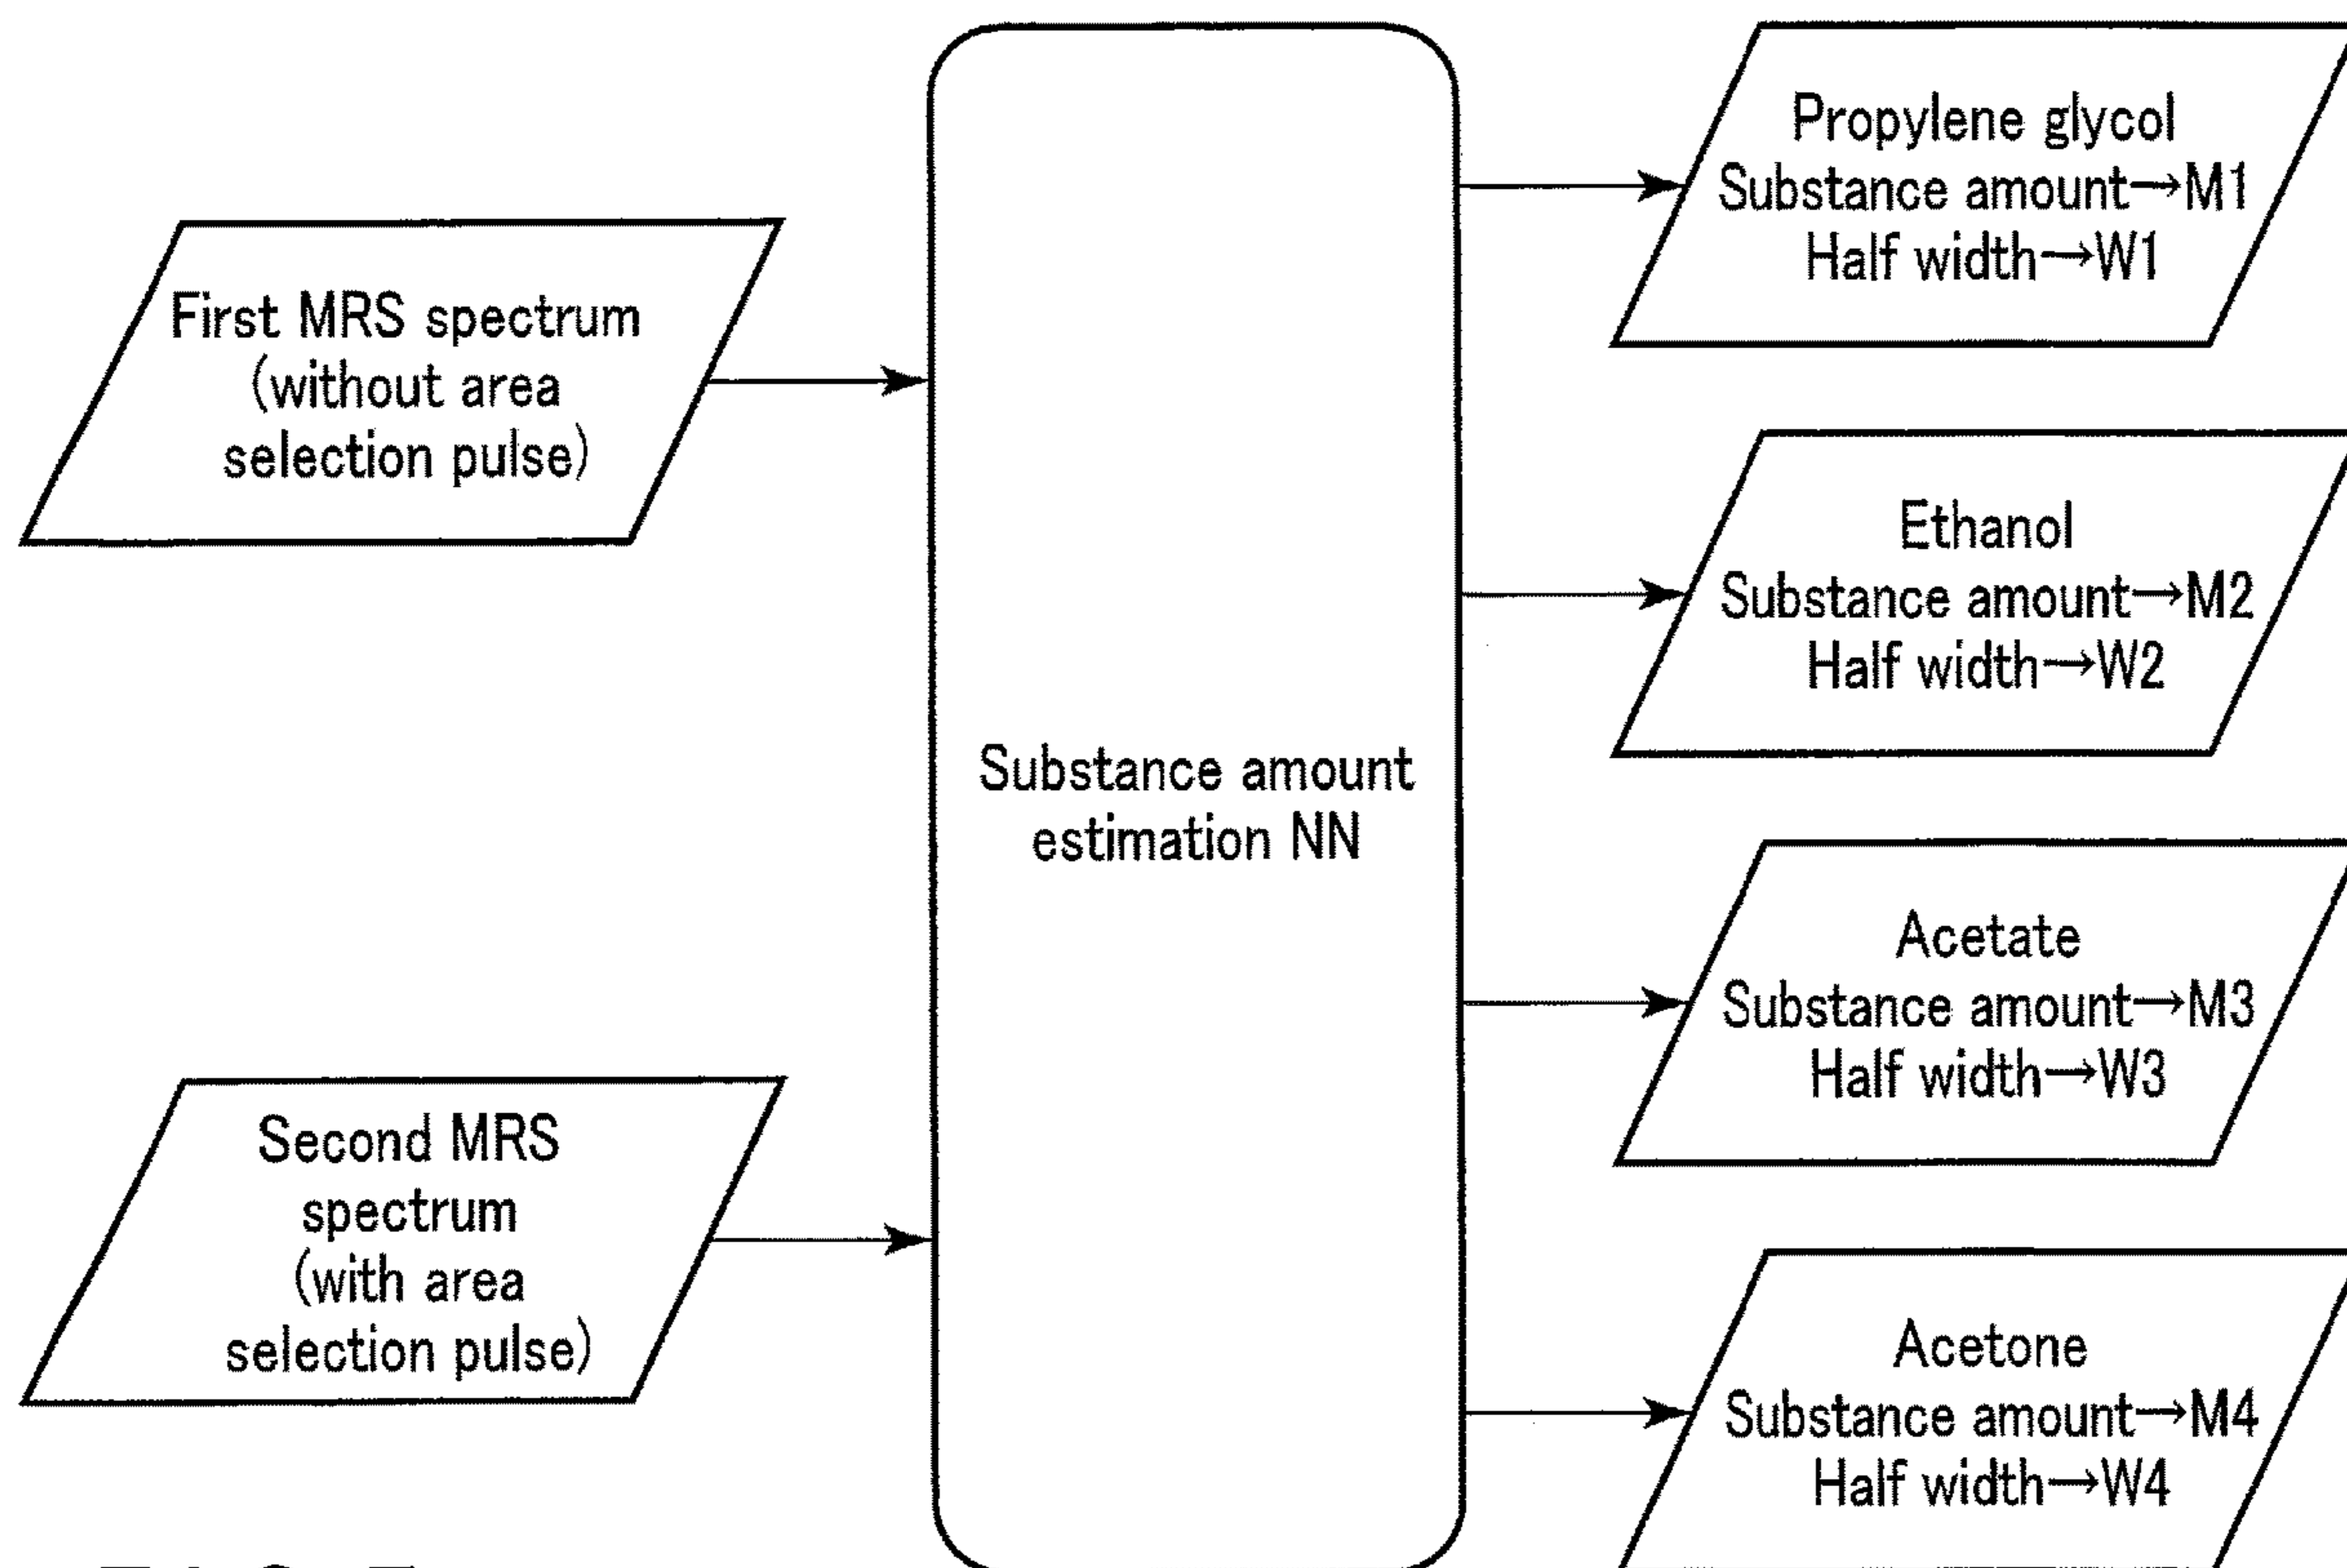 First MRS spectrum
(without area
selection pulse)
Second MRS
spectrum
(with area
selection pulse)
Substance amount
estimation NN
Propylene glycol
Substance amount→M1
Half width→W1
Ethanol
Substance amount→M2
Half width→W2
Acetate
Substance amount→M3
Half width→W3
Acetone
Substance amount→M4
Half width→W4